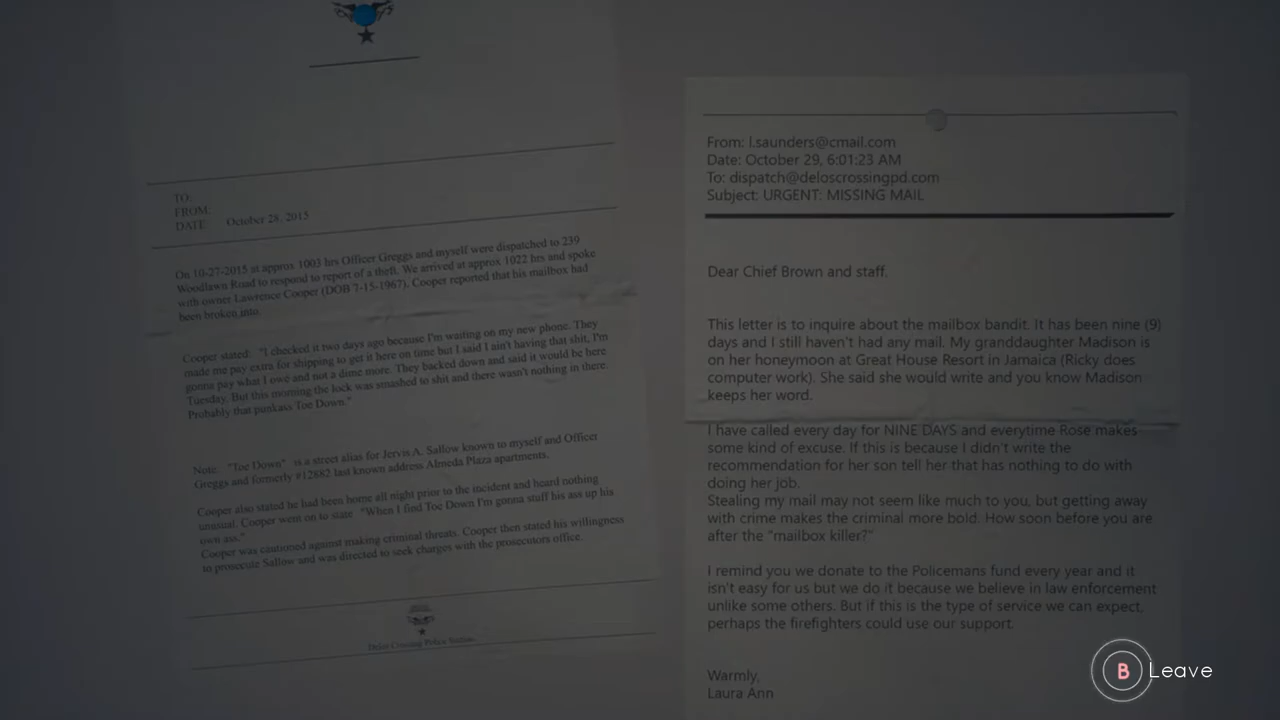 TO:
FROM:
DATE: October 28, 2015
On 10-27-2015 at approx 1003 hrs Officer Greggs and myself were dispatched to 239
Woodlawn Road to respond to report of a theft. We arrived at approx 1022 hrs and spoke
with owner Lawrence Cooper (DOB 7-15-1967). Cooper reported that his mailbox had
been broken into.
Cooper stated: "I checked it two days ago because I'm waiting on my new phone. They
made me pay extra for shipping to get it here on time but I said I ain't having that shit, I'm
gonna pay what I owe and not a dime more. They backed down and said it would be here
Tuesday. But this morning the lock was smashed to shit and there wasn't nothing in there.
Probably that punkass Toe Down."
Note: "Toe Down" is a street alias for Jervis A. Sallow known to myself and Officer
Greggs and formerly #12882 last known address Almeda Plaza apartments.
Cooper also stated he had been home all night prior to the incident and heard nothing
unusual. Cooper went on to state "When I find Toe Down I'm gonna stuff his ass up his
own ass."
Cooper was cautioned against making criminal threats. Cooper then stated his willingness
to prosecute Sallow and was directed to seek charges with the prosecutors office.
Delos Crossing Police Station
From: l.saunders@cmail.com
Date: October 29, 6:01:23 AM
To: dispatch@deloscrossingpd.com
Subject: URGENT: MISSING MAIL
Dear Chief Brown and staff.
This letter is to inquire about the mailbox bandit. It has been nine (9)
days and I still haven't had any mail. My granddaughter Madison is
on her honeymoon at Great House Resort in Jamaica (Ricky does
computer work). She said she would write and you know Madison
keeps her word.
I have called every day for NINE DAYS and everytime Rose makes
some kind of excuse. If this is because I didn't write the
recommendation for her son tell her that has nothing to do with
doing her job.
Stealing my mail may not seem like much to you, but getting away
with crime makes the criminal more bold. How soon before you are
after the "mailbox killer?"
I remind you we donate to the Policemans fund every year and it
isn't easy for us but we do it because we believe in law enforcement
unlike some others. But if this is the type of service we can expect,
perhaps the firefighters could use our support.
Warmly,
Laura Ann
B Leave